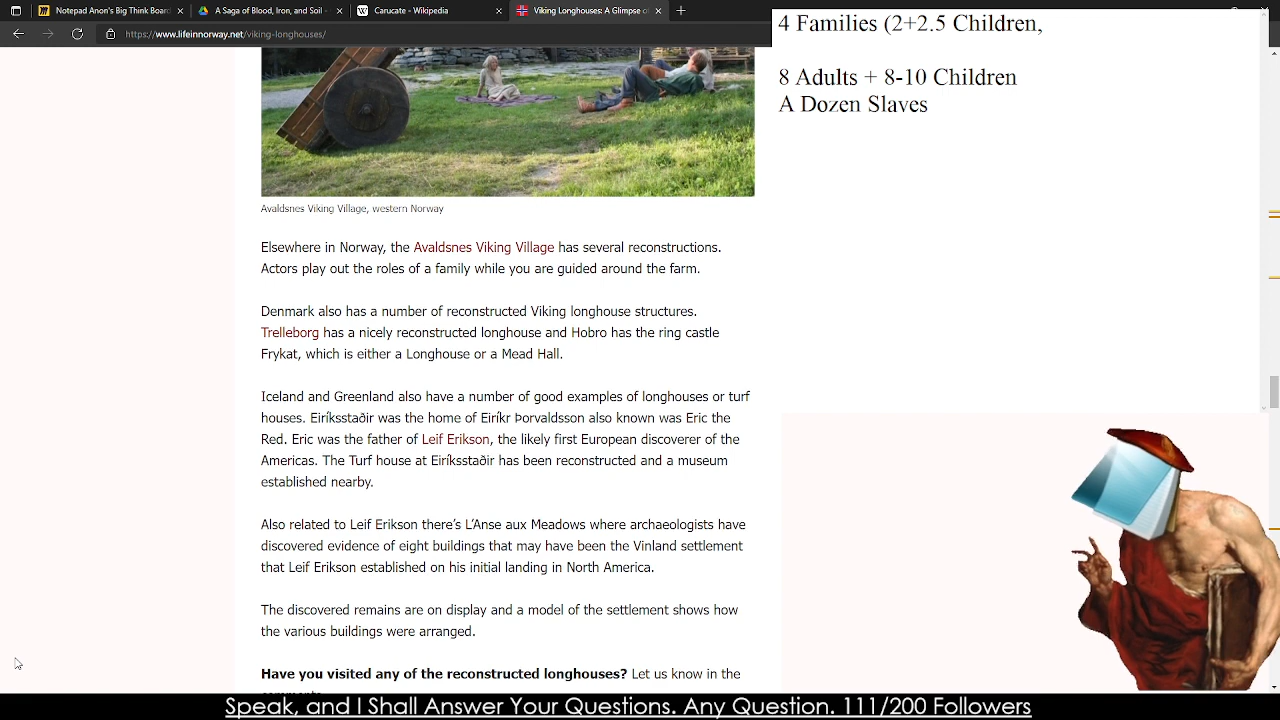 Notepad Anon's Big Think Board
A Saga of Blood, Iron, and Soil
Carucate - Wikipedia
Viking Longhouses: A Glimpse of
https://www.lifeinnorway.net/viking-longhouses/
4 Families (2+2.5 Children,
8 Adults + 8-10 Children
A Dozen Slaves
Avaldsnes Viking Village, western Norway
Elsewhere in Norway, the Avaldsnes Viking Village has several reconstructions.
Actors play out the roles of a family while you are guided around the farm.
Denmark also has a number of reconstructed Viking longhouse structures.
Trelleborg has a nicely reconstructed longhouse and Hobro has the ring castle
Frykat, which is either a Longhouse or a Mead Hall.
Iceland and Greenland also have a number of good examples of longhouses or turf
houses. Eiríksstaðir was the home of Eiríkr Þorvaldsson also known was Eric the
Red. Eric was the father of Leif Erikson, the likely first European discoverer of the
Americas. The Turf house at Eiríksstaðir has been reconstructed and a museum
established nearby.
Also related to Leif Erikson there's L'Anse aux Meadows where archaeologists have
discovered evidence of eight buildings that may have been the Vinland settlement
that Leif Erikson established on his initial landing in North America.
The discovered remains are on display and a model of the settlement shows how
the various buildings were arranged.
Have you visited any of the reconstructed longhouses? Let us know in the
Speak, and I Shall Answer Your Questions. Any Question. 111/200 Followers